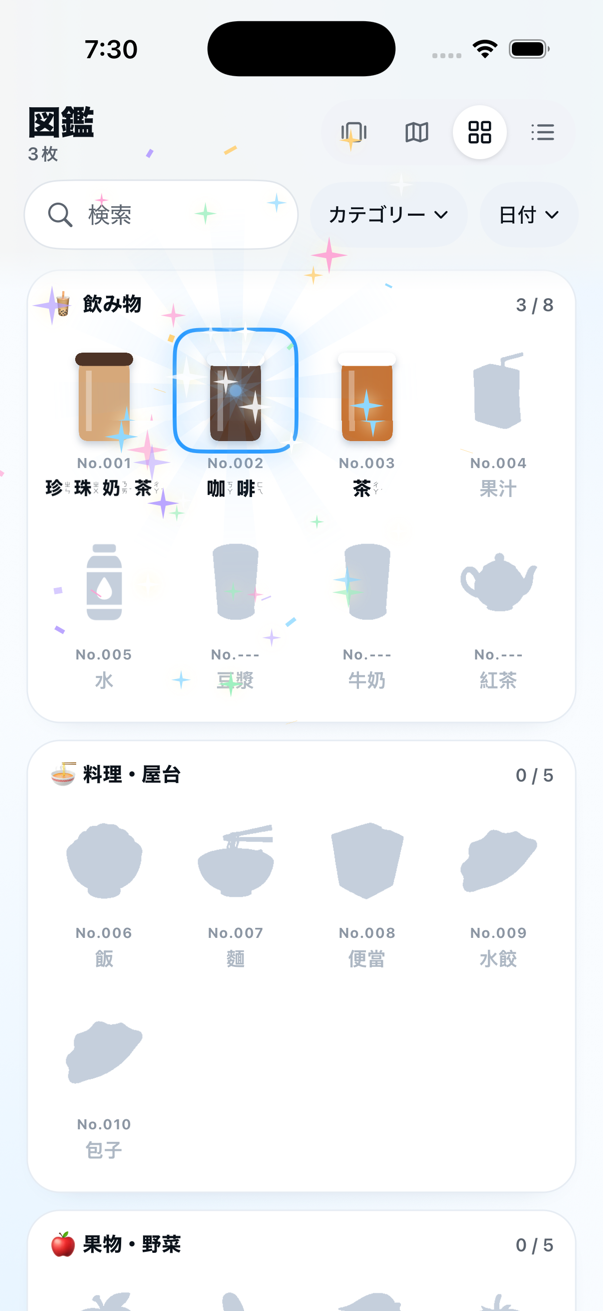 7:30
図鑑
3枚
検索
カテゴリー
日付
飲み物
3 / 8
No.001
No.002
No.003
No.004
珍珠奶茶
咖啡
茶
果汁
No.005
No.---
No.---
No.---
水
豆漿
牛奶
紅茶
料理・屋台
0 / 5
No.006
No.007
No.008
No.009
飯
麵
便當
水餃
No.010
包子
果物・野菜
0 / 5